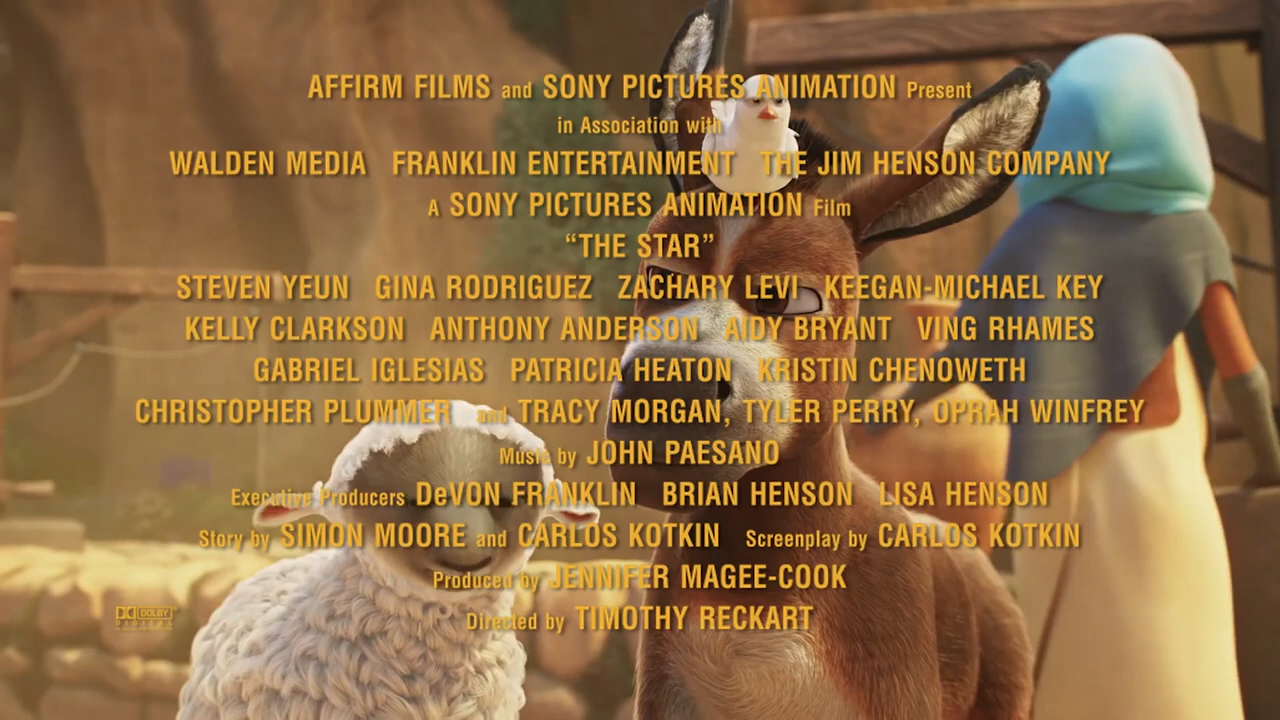 AFFIRM FILMS and SONY PICTURES ANIMATION Present
in Association with
WALDEN MEDIA FRANKLIN ENTERTAINMENT THE JIM HENSON COMPANY
A SONY PICTURES ANIMATION Film
“THE STAR”
STEVEN YEUN GINA RODRIGUEZ ZACHARY LEVI KEEGAN-MICHAEL KEY
KELLY CLARKSON ANTHONY ANDERSON AIDY BRYANT VING RHAMES
GABRIEL IGLESIAS PATRICIA HEATON KRISTIN CHENOWETH
CHRISTOPHER PLUMMER and TRACY MORGAN, TYLER PERRY, OPRAH WINFREY
Music by JOHN PAESANO
Executive Producers DeVON FRANKLIN BRIAN HENSON LISA HENSON
Story by SIMON MOORE and CARLOS KOTKIN Screenplay by CARLOS KOTKIN
Produced by JENNIFER MAGEE-COOK
Directed by TIMOTHY RECKART
DOLBY
DIGITAL